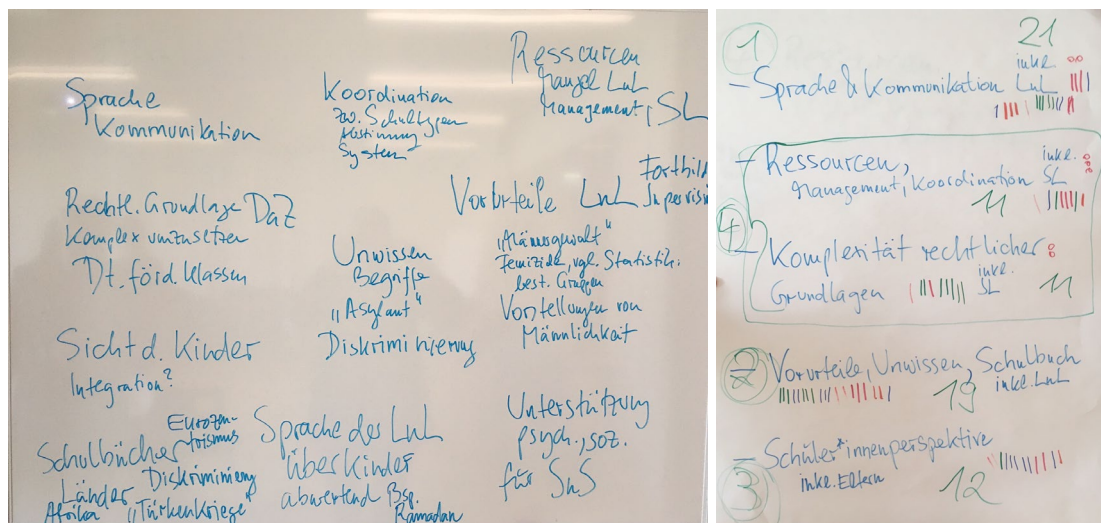 Sprache
Kommunikation
Koordination
zw. Schultypen
Abstimmung
System
Ressourcen
Mangel LuL
Management, SL
Rechtl. Grundlage DaZ
Komplex umzusetzen
Dt. förd. Klassen
Unwissen
Begriffe
"Asylant"
Diskriminierung
Vorurteile LuL
Fortbild
Supervisi
"Männergewalt"
Femizide, vgl. Statistik:
best. Gruppen
Vorstellungen von
Männlichkeit
Sicht d. Kinder
Integration?
Eurozen-
trismus
Schulbücher
Diskriminierung
Länder
Afrika "Türkenkriege"
Sprache des LuL
über Kinder
abwertend Bsp.
Ramadan
Unterstützung
psych., soz.
für SuS
1
21
inkl.
– Sprache & Kommunikation LuL
4
– Ressourcen,
Management, Koordination
inkl.
SL
11
– Komplexität rechtlicher
Grundlagen
inkl.
SL
11
2
– Vorurteile, Unwissen, Schulbuch
19 inkl. LuL
3
– Schüler*innenperspektive
inkl. Eltern
12